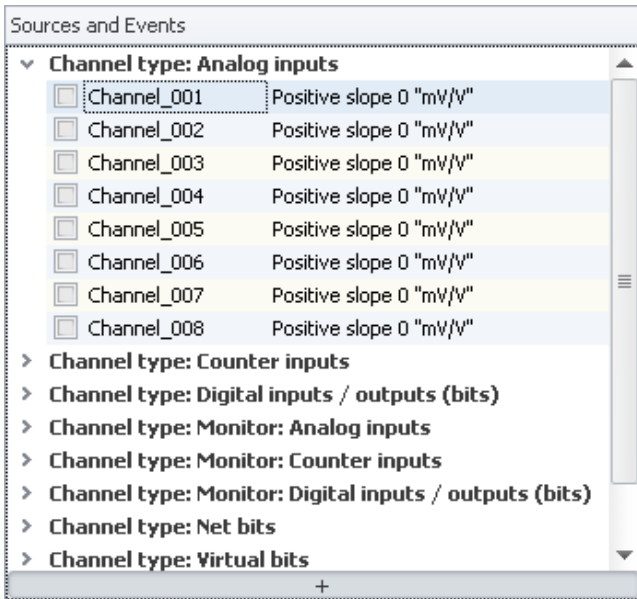 Sources and Events
Channel type: Analog inputs
Channel_001 Positive slope 0 "mV/V"
Channel_002 Positive slope 0 "mV/V"
Channel_003 Positive slope 0 "mV/V"
Channel_004 Positive slope 0 "mV/V"
Channel_005 Positive slope 0 "mV/V"
Channel_006 Positive slope 0 "mV/V"
Channel_007 Positive slope 0 "mV/V"
Channel_008 Positive slope 0 "mV/V"
Channel type: Counter inputs
Channel type: Digital inputs / outputs (bits)
Channel type: Monitor: Analog inputs
Channel type: Monitor: Counter inputs
Channel type: Monitor: Digital inputs / outputs (bits)
Channel type: Net bits
Channel type: Virtual bits
+